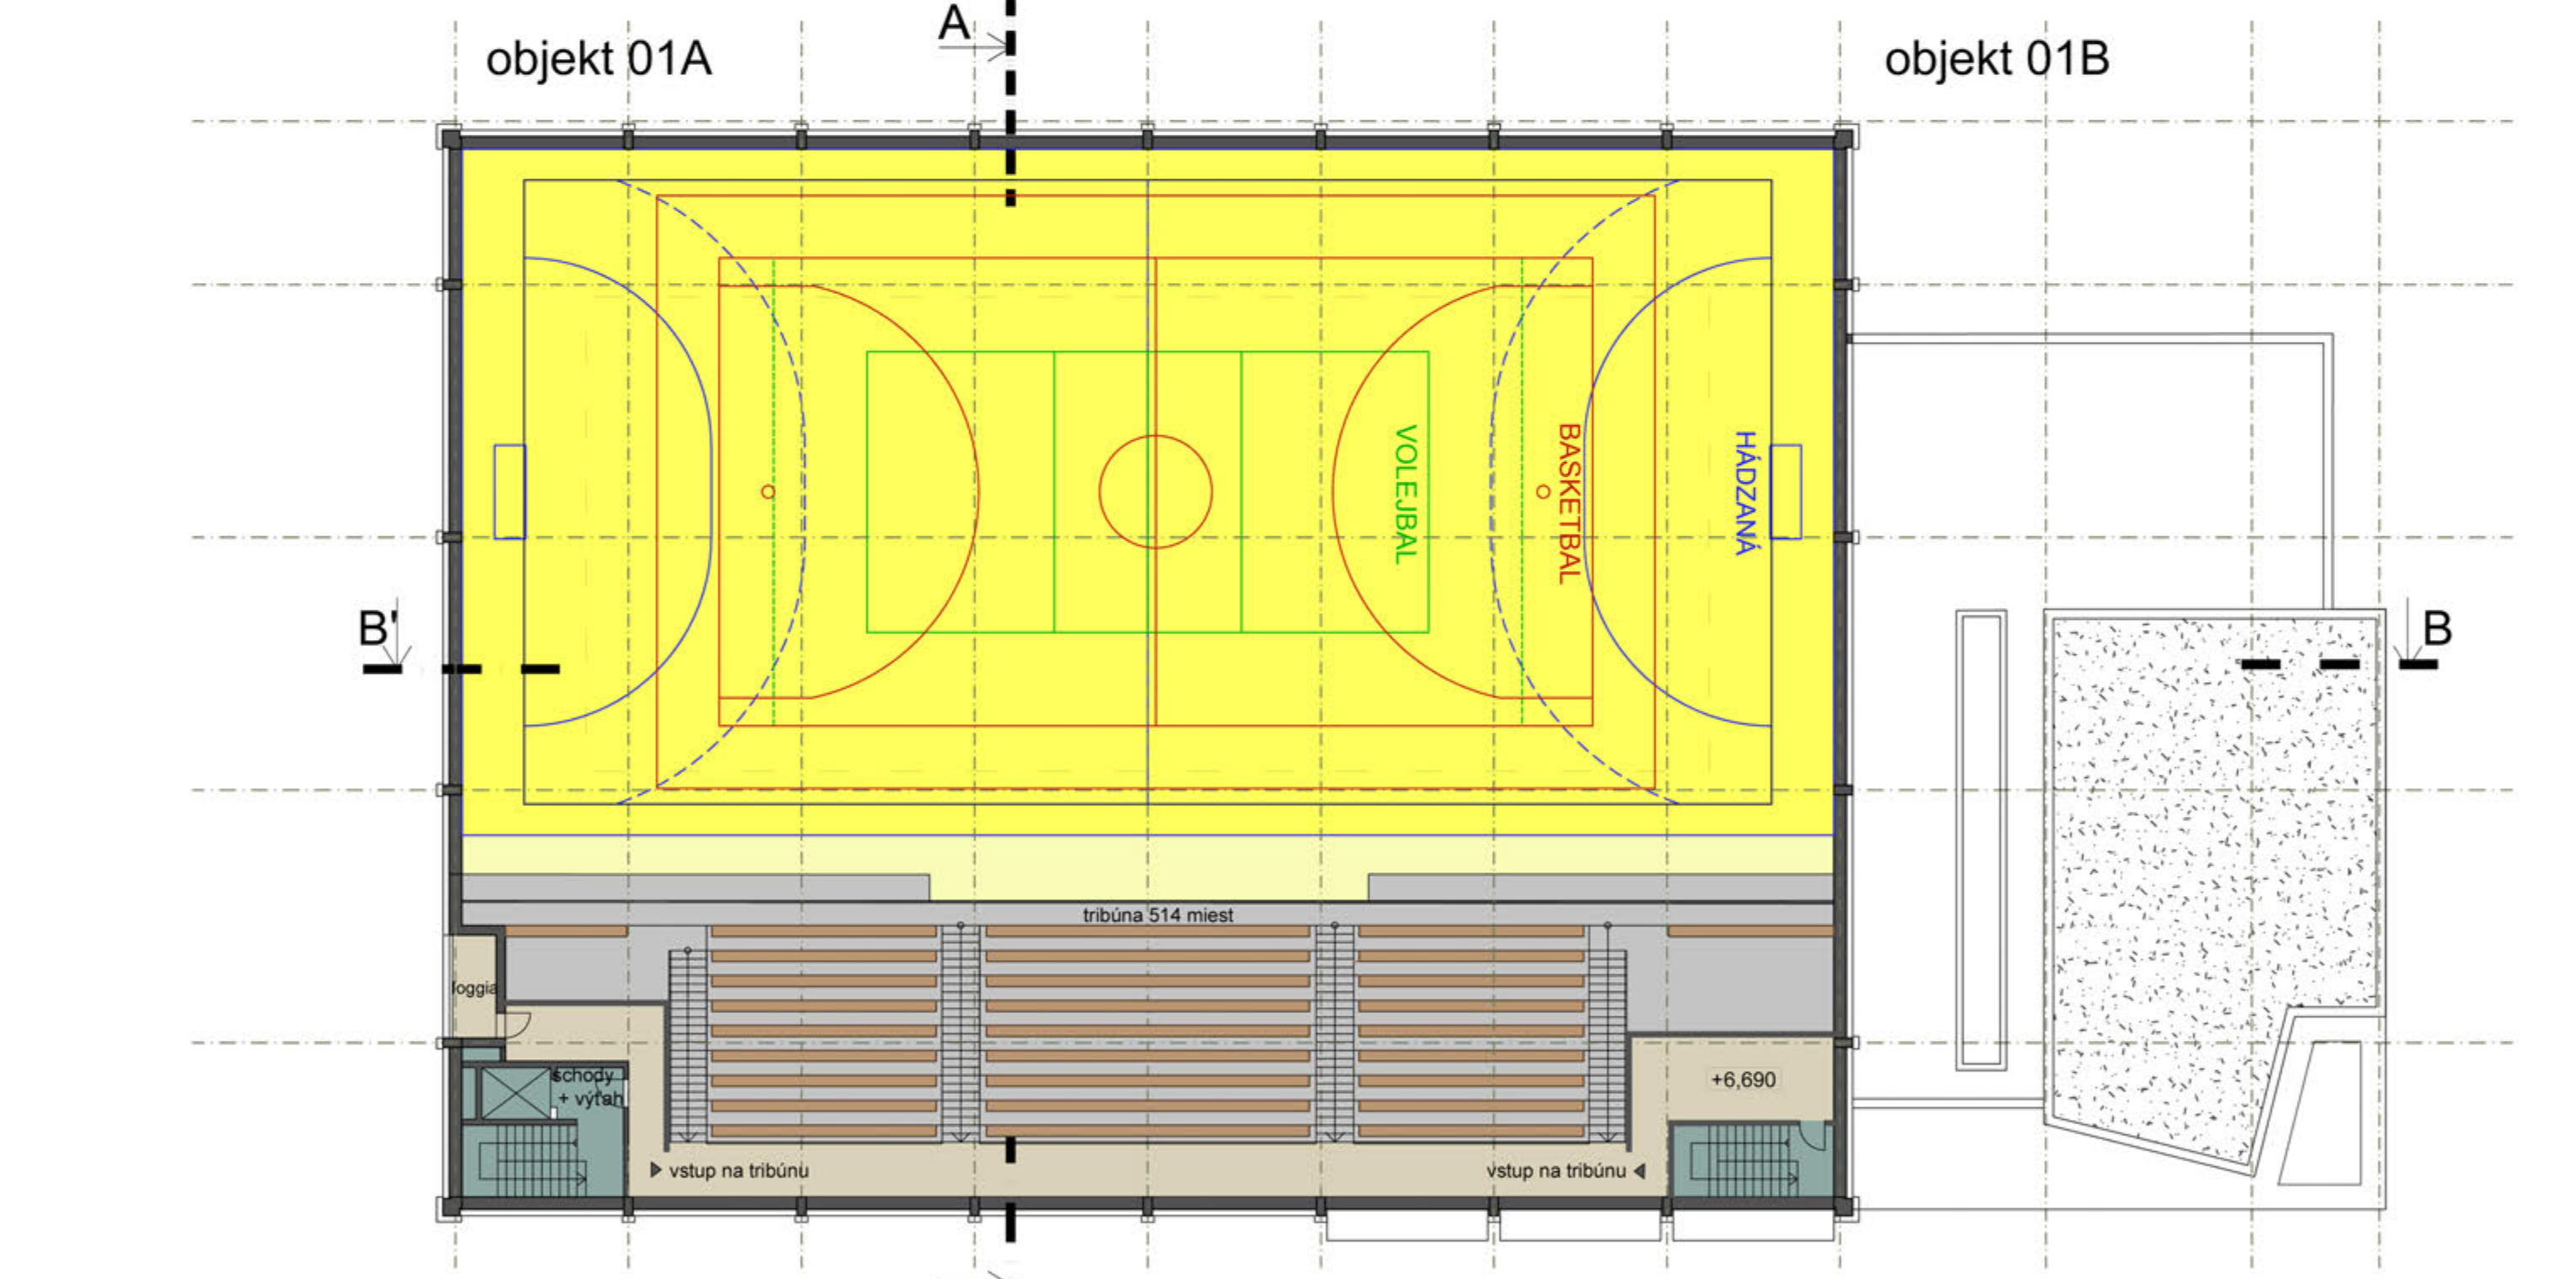 A
objekt 01A
objekt 01B
VOLEJBAL
BASKETBAL
HÁDZANÁ
B'
B
tribúna 514 miest
loggia
schody
+ výťah
+6,690
vstup na tribúnu
vstup na tribúnu